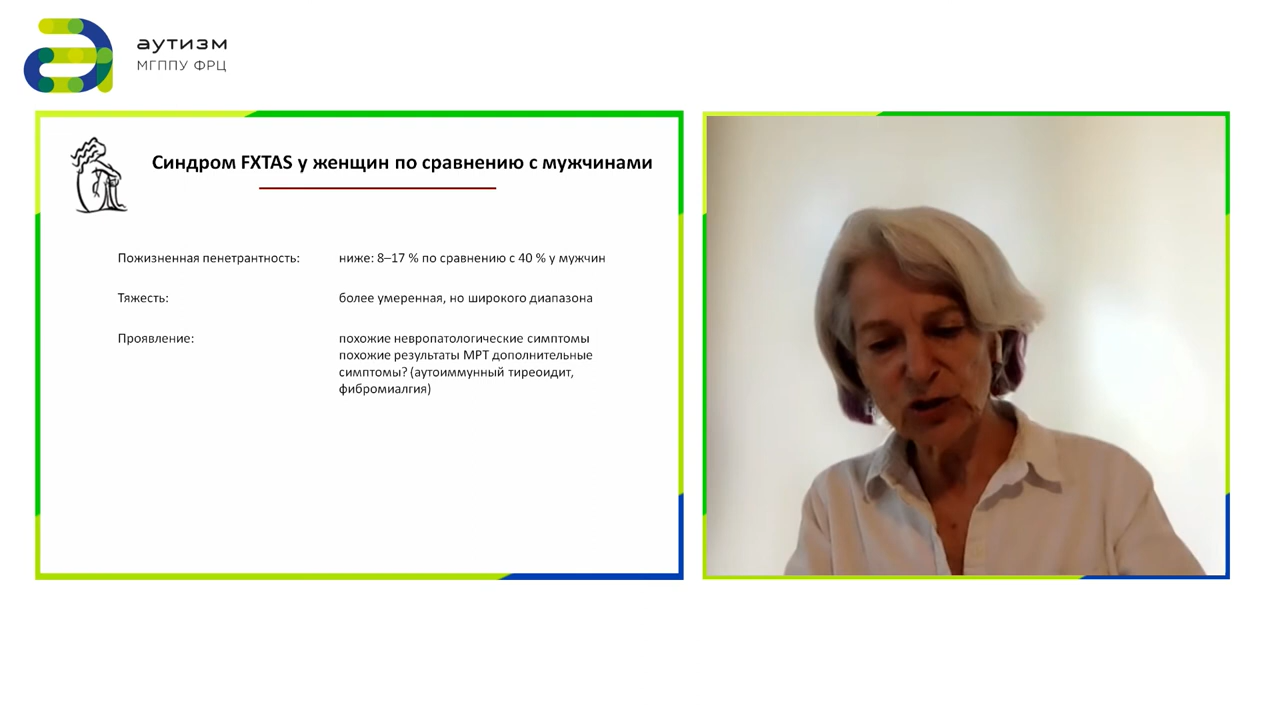 аутизм
МГППУ ФРЦ
Синдром FXTAS у женщин по сравнению с мужчинами
Пожизненная пенетрантность: ниже: 8–17 % по сравнению с 40 % у мужчин
Тяжесть: более умеренная, но широкого диапазона
Проявление: похожие невропатологические симптомы
похожие результаты МРТ дополнительные
симптомы? (аутоиммунный тиреоидит,
фибромиалгия)